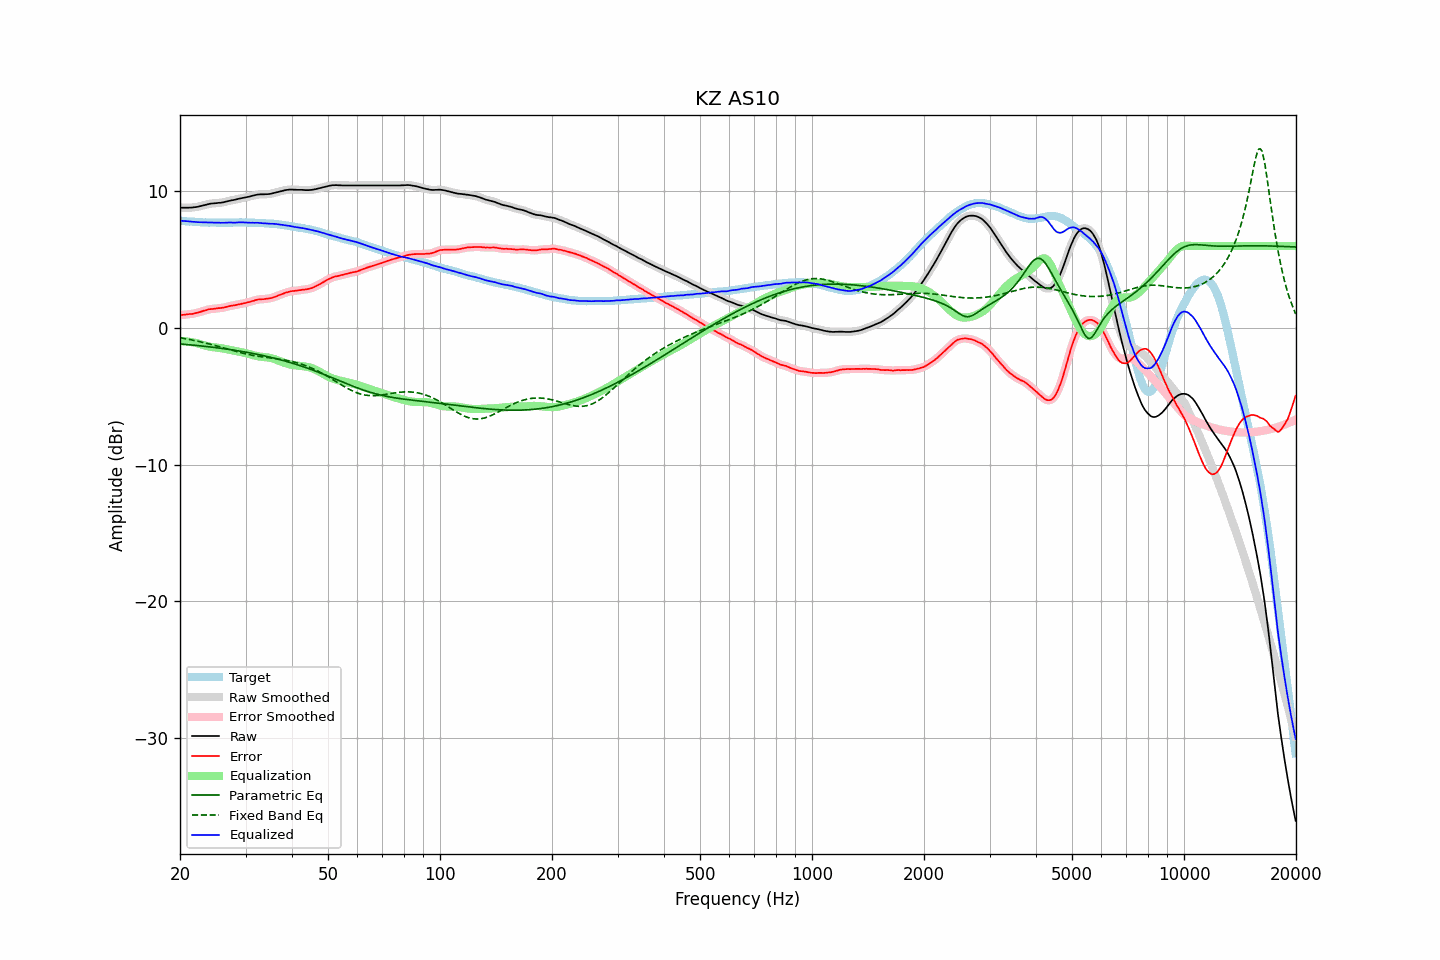 KZ AS10
Amplitude (dBr)
10
0
−10
−20
−30
Target
Raw Smoothed
Error Smoothed
Raw
Error
Equalization
Parametric Eq
Fixed Band Eq
Equalized
20
50
100
200
500
1000
2000
5000
10000
20000
Frequency (Hz)